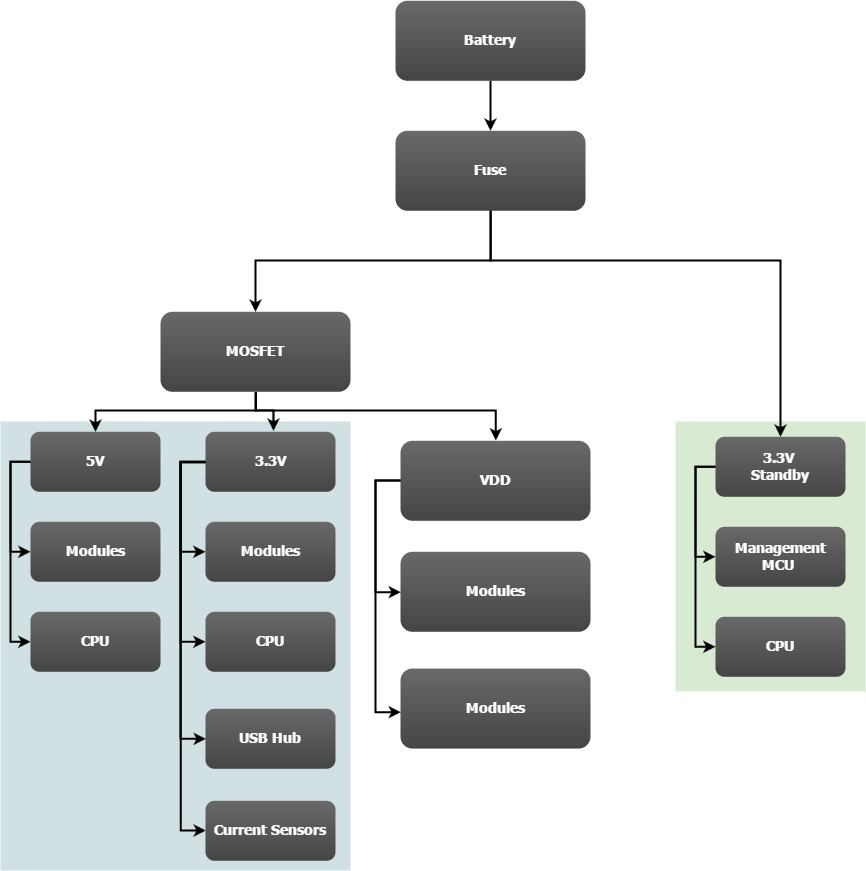 Battery
Fuse
MOSFET
5V
Modules
CPU
3.3V
Modules
CPU
USB Hub
Current Sensors
VDD
Modules
Modules
3.3V
Standby
Management
MCU
CPU